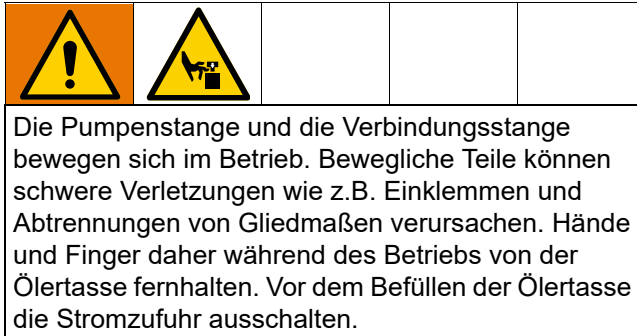 Die Pumpenstange und die Verbindungsstange
bewegen sich im Betrieb. Bewegliche Teile können
schwere Verletzungen wie z.B. Einklemmen und
Abtrennungen von Gliedmaßen verursachen. Hände
und Finger daher während des Betriebs von der
Ölertasse fernhalten. Vor dem Befüllen der Ölertasse
die Stromzufuhr ausschalten.